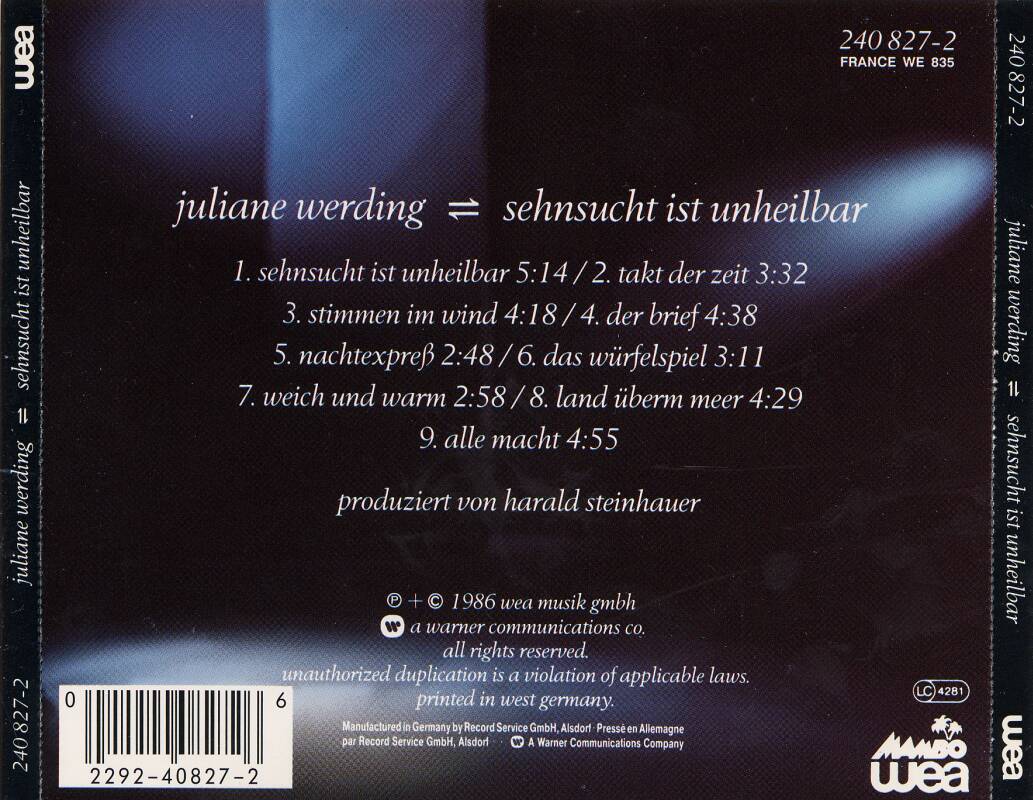 wea
juliane werding ⇌ sehnsucht ist unheilbar
240 827-2
240 827-2
FRANCE WE 835
juliane werding ⇌ sehnsucht ist unheilbar
1. sehnsucht ist unheilbar 5:14 / 2. takt der zeit 3:32
3. stimmen im wind 4:18 / 4. der brief 4:38
5. nachtexpreß 2:48 / 6. das würfelspiel 3:11
7. weich und warm 2:58 / 8. land überm meer 4:29
9. alle macht 4:55
produziert von harald steinhauer
℗ + © 1986 wea musik gmbh
a warner communications co.
all rights reserved.
unauthorized duplication is a violation of applicable laws.
printed in west germany.
Manufactured in Germany by Record Service GmbH, Alsdorf · Pressé en Allemagne
par Record Service GmbH, Alsdorf · A Warner Communications Company
0 6
2292-40827-2
LC 4281
MAMBO
wea
240 827-2
juliane werding ⇌ sehnsucht ist unheilbar
wea